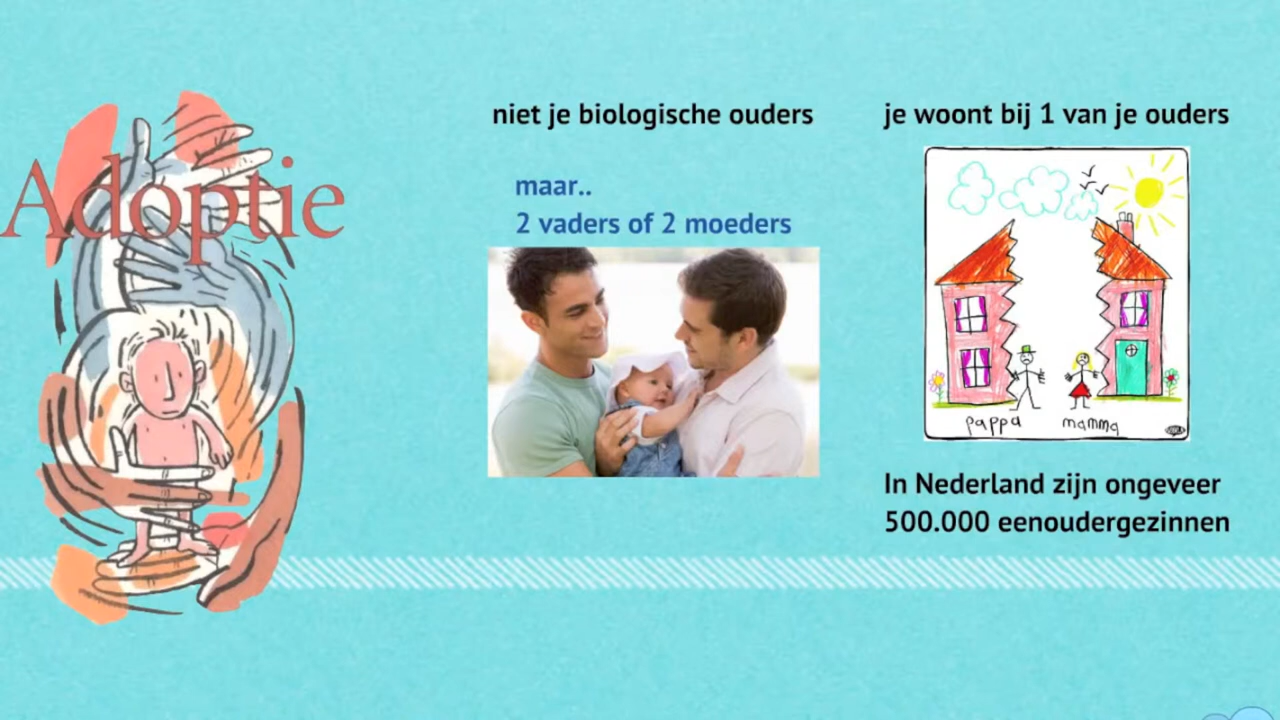 Adoptie
niet je biologische ouders
maar..
2 vaders of 2 moeders
je woont bij 1 van je ouders
pappa mamma
In Nederland zijn ongeveer
500.000 eenoudergezinnen